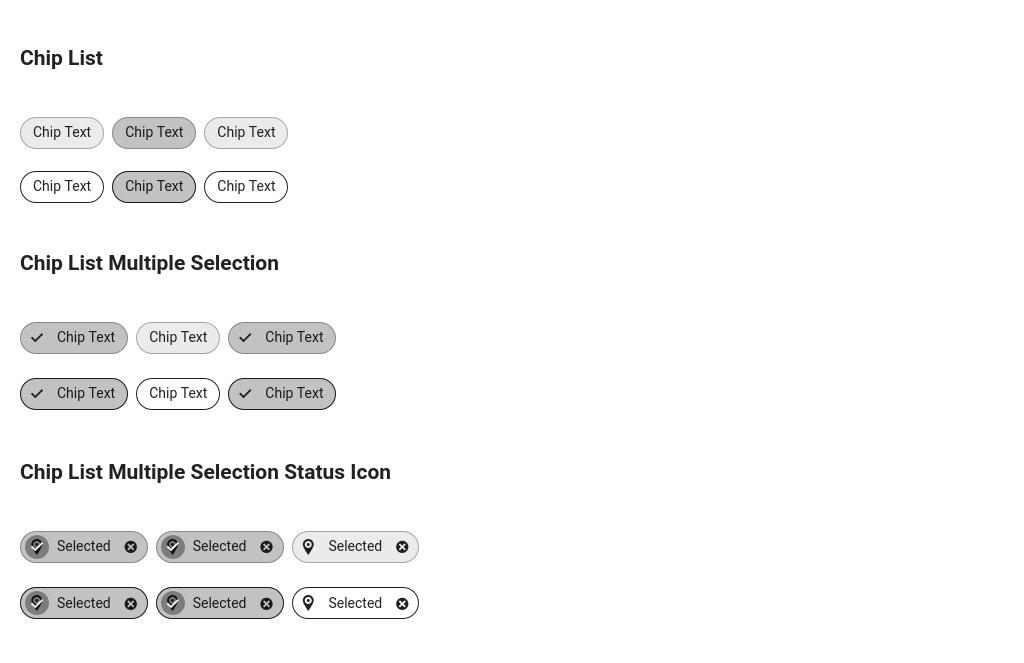 Chip List
Chip Text Chip Text Chip Text
Chip Text Chip Text Chip Text
Chip List Multiple Selection
Chip Text Chip Text Chip Text
Chip Text Chip Text Chip Text
Chip List Multiple Selection Status Icon
Selected Selected Selected
Selected Selected Selected